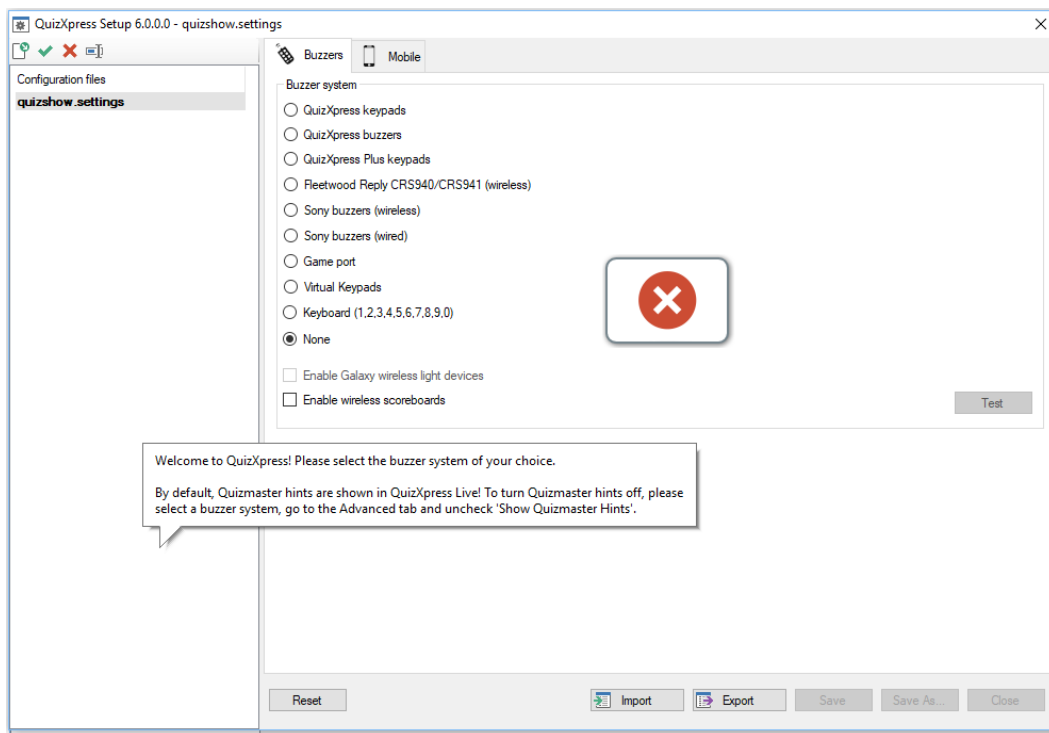 QuizXpress Setup 6.0.0.0 - quizshow.settings
Buzzers
Mobile
Configuration files
quizshow.settings
Buzzer system
QuizXpress keypads
QuizXpress buzzers
QuizXpress Plus keypads
Fleetwood Reply CRS940/CRS941 (wireless)
Sony buzzers (wireless)
Sony buzzers (wired)
Game port
Virtual Keypads
Keyboard (1,2,3,4,5,6,7,8,9,0)
None
Enable Galaxy wireless light devices
Enable wireless scoreboards
Test
Welcome to QuizXpress! Please select the buzzer system of your choice.
By default, Quizmaster hints are shown in QuizXpress Live! To turn Quizmaster hints off, please
select a buzzer system, go to the Advanced tab and uncheck 'Show Quizmaster Hints'.
Reset
Import
Export
Save
Save As...
Close